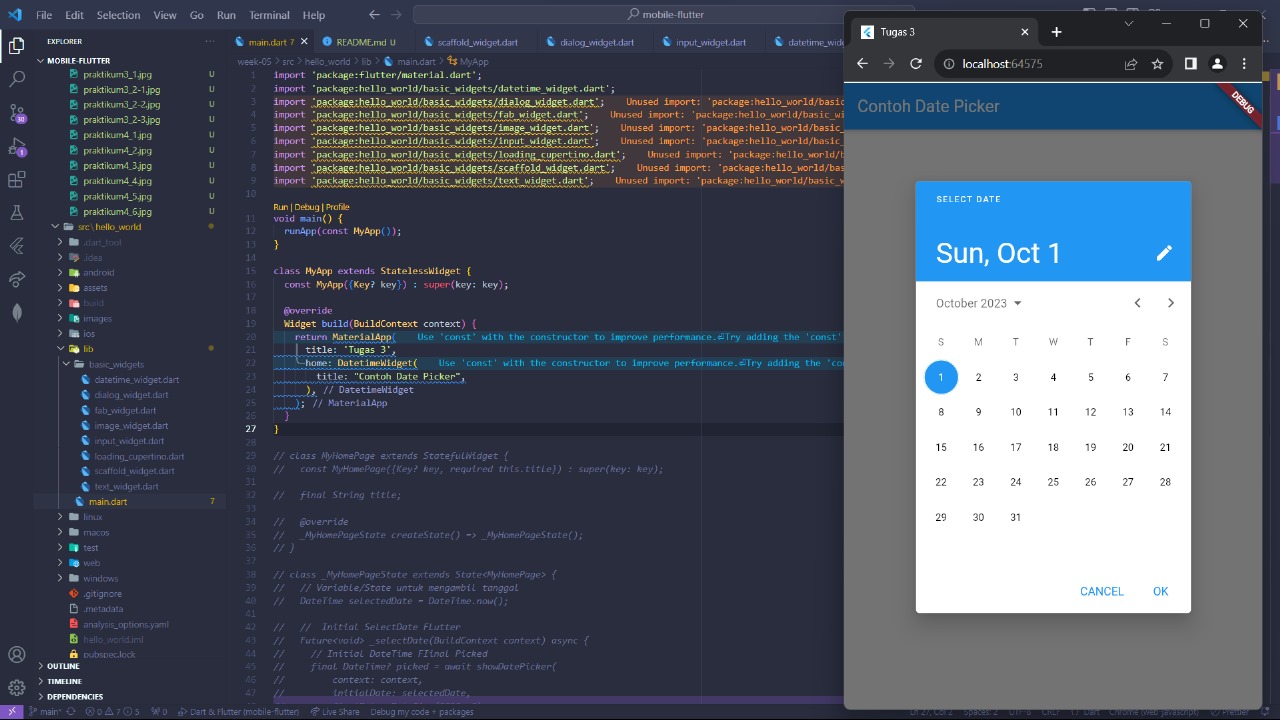 File Edit Selection View Go Run Terminal Help
mobile-flutter
EXPLORER
MOBILE-FLUTTER
praktikum3_1.jpg U
praktikum3_2-1.jpg U
praktikum3_2-2.jpg U
praktikum3_2-3.jpg U
praktikum4_1.jpg U
praktikum4_2.jpg U
praktikum4_3.jpg U
praktikum4_4.jpg U
praktikum4_5.jpg U
praktikum4_6.jpg U
src\hello_world
.dart_tool
.idea
android
assets
build
images
ios
lib
basic_widgets
datetime_widget.dart
dialog_widget.dart
fab_widget.dart
image_widget.dart
input_widget.dart
loading_cupertino.dart
scaffold_widget.dart
text_widget.dart
main.dart 7
linux
macos
test
web
windows
.gitignore
.metadata
analysis_options.yaml
hello_world.iml
pubspec.lock
OUTLINE
TIMELINE
DEPENDENCIES
main.dart 7 README.md U scaffold_widget.dart dialog_widget.dart input_widget.dart datetime_wid
week-05 > src > hello_world > lib > main.dart > MyApp
1 import 'package:flutter/material.dart';
2 import 'package:hello_world/basic_widgets/datetime_widget.dart';
3 import 'package:hello_world/basic_widgets/dialog_widget.dart'; Unused import: 'package:hello_world/basic
4 import 'package:hello_world/basic_widgets/fab_widget.dart'; Unused import: 'package:hello_world/basic_wi
5 import 'package:hello_world/basic_widgets/image_widget.dart'; Unused import: 'package:hello_world/basic_
6 import 'package:hello_world/basic_widgets/input_widget.dart'; Unused import: 'package:hello_world/basic_
7 import 'package:hello_world/basic_widgets/loading_cupertino.dart'; Unused import: 'package:hello_world/b
8 import 'package:hello_world/basic_widgets/scaffold_widget.dart'; Unused import: 'package:hello_world/bas
9 import 'package:hello_world/basic_widgets/text_widget.dart'; Unused import: 'package:hello_world/basic_w
10
Run | Debug | Profile
11 void main() {
12 runApp(const MyApp());
13 }
14
15 class MyApp extends StatelessWidget {
16 const MyApp({Key? key}) : super(key: key);
17
18 @override
19 Widget build(BuildContext context) {
20 return MaterialApp( Use 'const' with the constructor to improve performance.⏎Try adding the 'const'
21 title: 'Tugas 3',
22 home: DatetimeWidget( Use 'const' with the constructor to improve performance.⏎Try adding the 'co
23 title: "Contoh Date Picker",
24 ), // DatetimeWidget
25 ); // MaterialApp
26 }
27 }
28
29 // class MyHomePage extends StatefulWidget {
30 // const MyHomePage({Key? key, required this.title}) : super(key: key);
31
32 // final String title;
33
34 // @override
35 // _MyHomePageState createState() => _MyHomePageState();
36 // }
37
38 // class _MyHomePageState extends State<MyHomePage> {
39 // // Variable/State untuk mengambil tanggal
40 // DateTime selectedDate = DateTime.now();
41
42 // // Initial SelectDate FLutter
43 // Future<void> _selectDate(BuildContext context) async {
44 // // Initial DateTime FIinal Picked
45 // final DateTime? picked = await showDatePicker(
46 // context: context,
47 // initialDate: selectedDate,
Tugas 3
localhost:64575
Contoh Date Picker
DEBUG
SELECT DATE
Sun, Oct 1
October 2023
S M T W T F S
1 2 3 4 5 6 7
8 9 10 11 12 13 14
15 16 17 18 19 20 21
22 23 24 25 26 27 28
29 30 31
CANCEL OK
main* 0 7 5 0 Dart & Flutter (mobile-flutter) Live Share Debug my code + packages